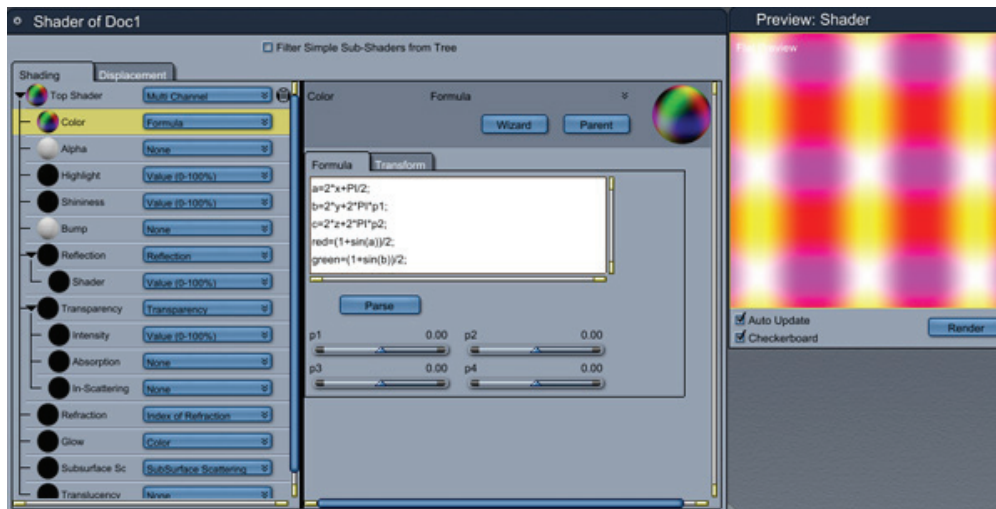 Shader of Doc1
Filter Simple Sub-Shaders from Tree
Shading
Displacement
Top Shader
Multi Channel
Color
Formula
Alpha
None
Highlight
Value (0-100%)
Shininess
Value (0-100%)
Bump
None
Reflection
Reflection
Shader
Value (0-100%)
Transparency
Transparency
Intensity
Value (0-100%)
Absorption
None
In-Scattering
None
Refraction
Index of Refraction
Glow
Color
Subsurface Sc
SubSurface Scattering
Translucency
None
Color
Formula
Wizard
Parent
Formula
Transform
a=2*x+PI/2;
b=2*y+2*PI*p1;
c=2*z+2*PI*p2;
red=(1+sin(a))/2;
green=(1+sin(b))/2;
Parse
p1 0.00 p2 0.00
p3 0.00 p4 0.00
Preview: Shader
Flat Preview
Auto Update
Checkerboard
Render